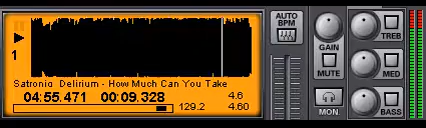 AUTO
BPM
GAIN
MUTE
MON
TREB
MED
BASS
1
Satroniq Delirium - How Much Can You Take
04:55.471 00:09.328 4.6
129.2 4.60